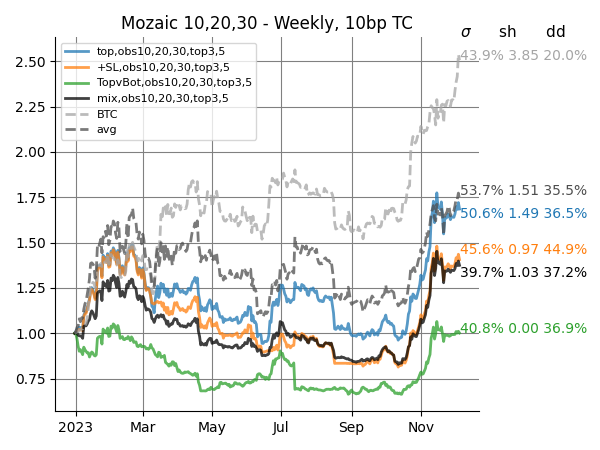 Mozaic 10,20,30 - Weekly, 10bp TC
σ sh dd
top,obs10,20,30,top3,5
+SL,obs10,20,30,top3,5
TopvBot,obs10,20,30,top3,5
mix,obs10,20,30,top3,5
BTC
avg
43.9% 3.85 20.0%
53.7% 1.51 35.5%
50.6% 1.49 36.5%
45.6% 0.97 44.9%
39.7% 1.03 37.2%
40.8% 0.00 36.9%
2.50
2.25
2.00
1.75
1.50
1.25
1.00
0.75
2023 Mar May Jul Sep Nov